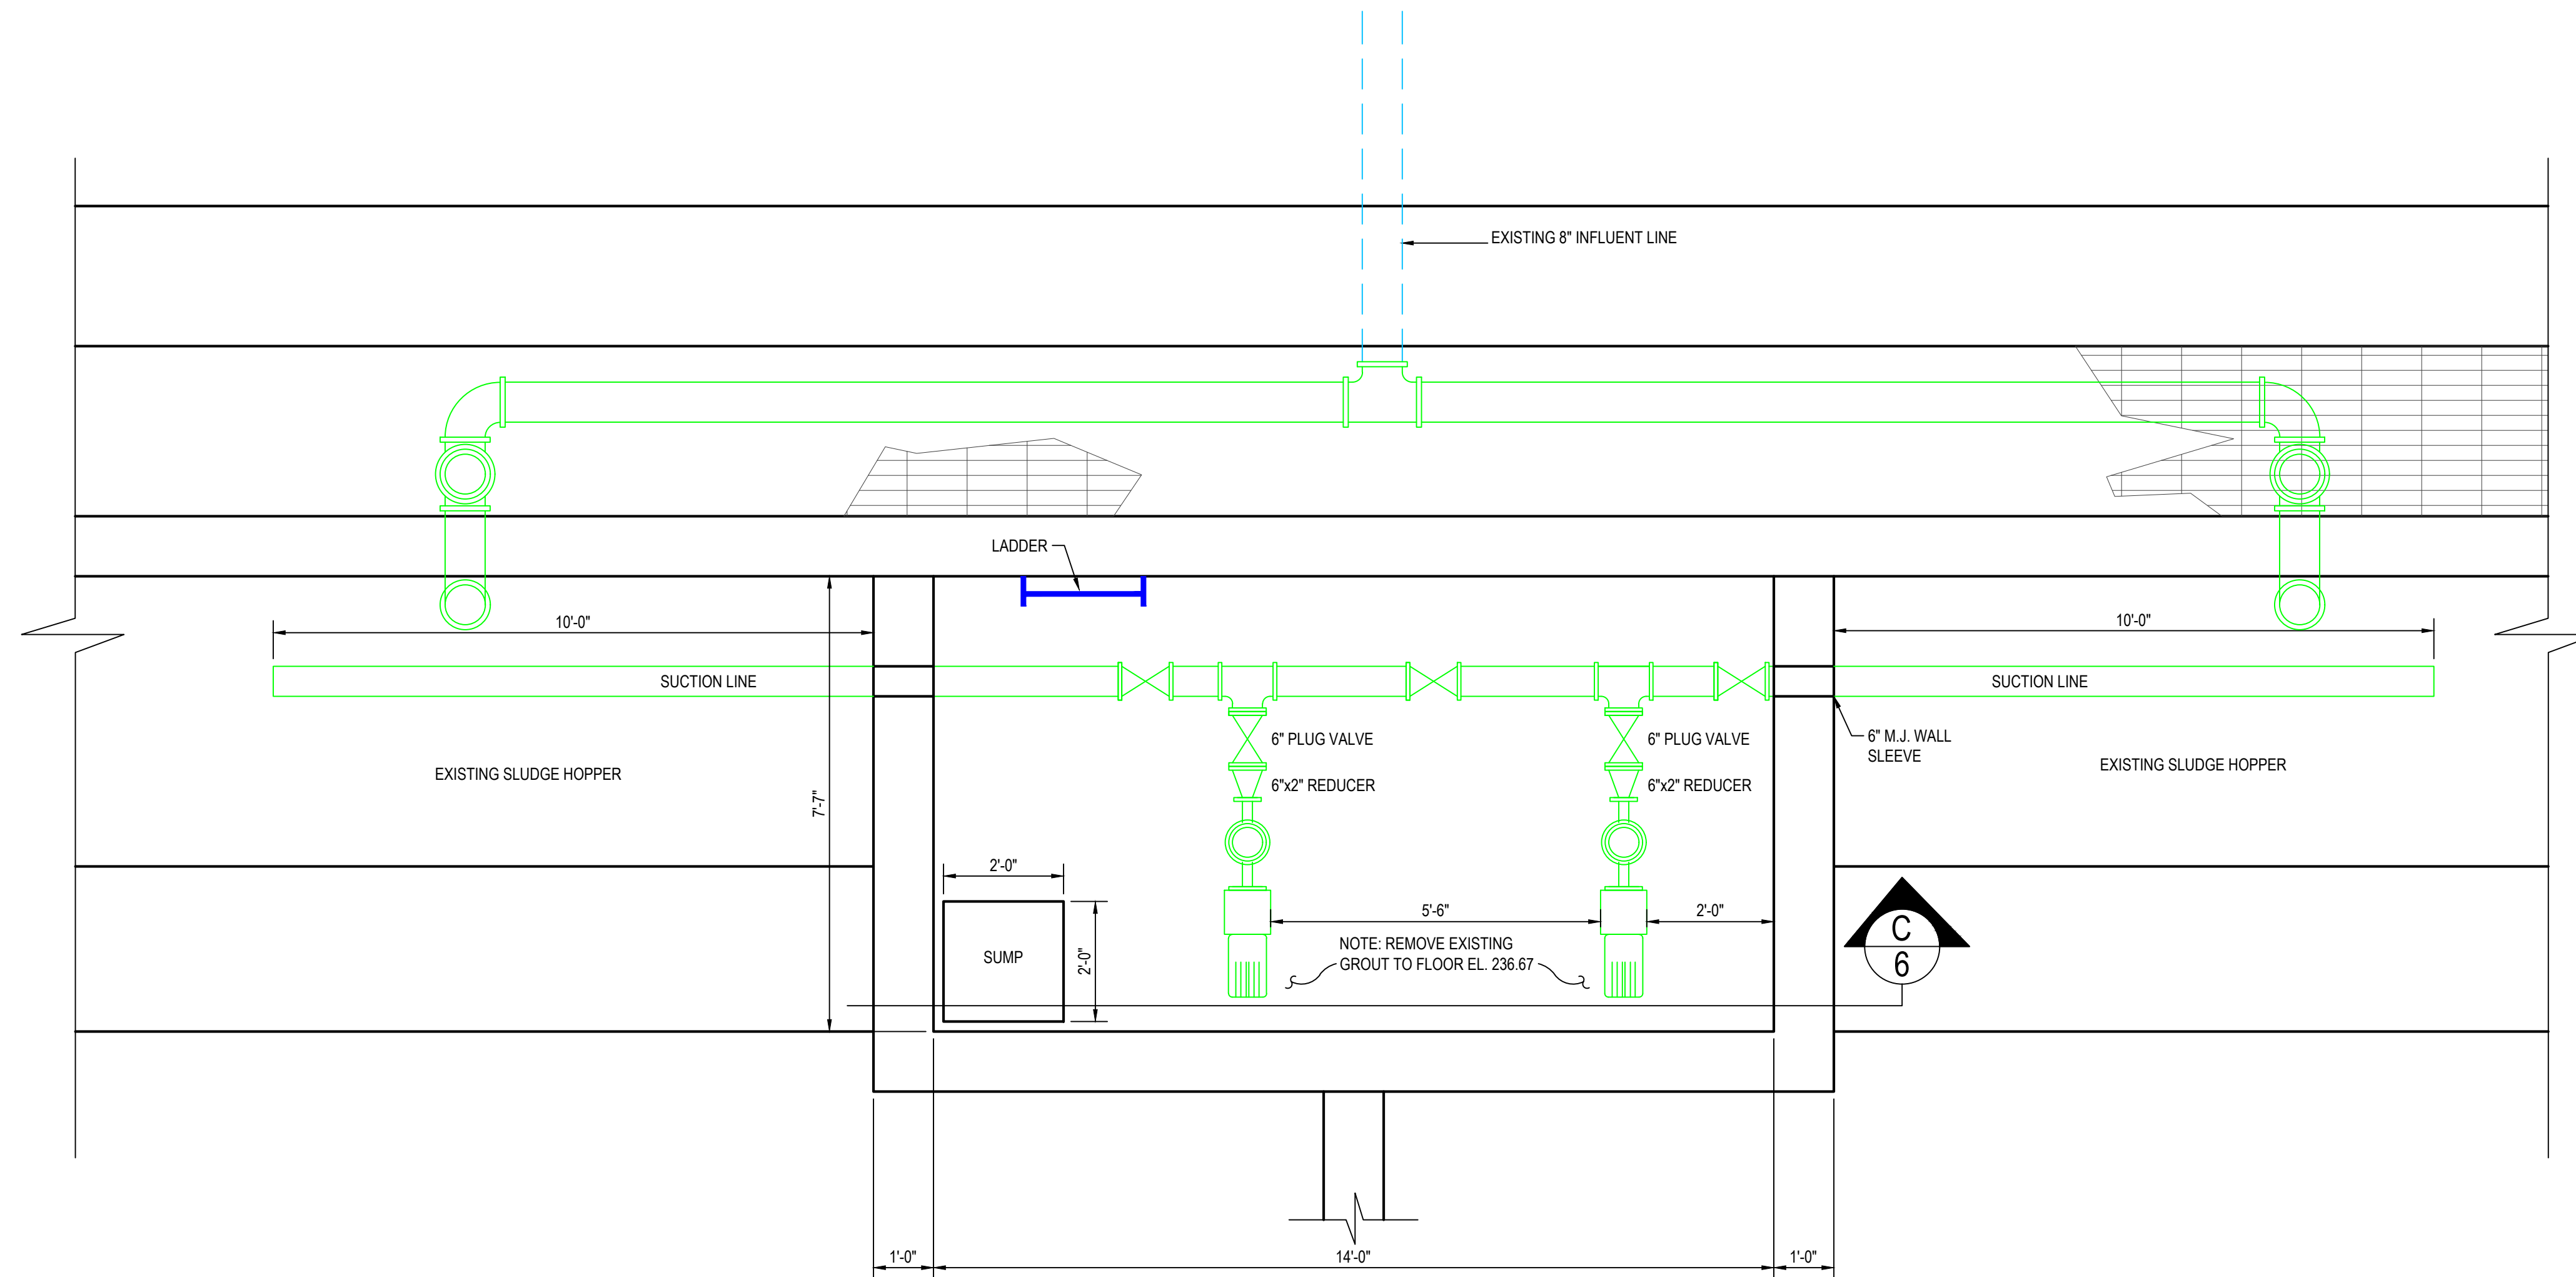 EXISTING 8" INFLUENT LINE
LADDER
10'-0"
10'-0"
SUCTION LINE
SUCTION LINE
6" PLUG VALVE
6" PLUG VALVE
6" M.J. WALL
SLEEVE
EXISTING SLUDGE HOPPER
EXISTING SLUDGE HOPPER
6"x2" REDUCER
6"x2" REDUCER
7'-7"
2'-0"
5'-6"
2'-0"
C
6
NOTE: REMOVE EXISTING
GROUT TO FLOOR EL. 236.67
SUMP
2'-0"
1'-0"
14'-0"
1'-0"